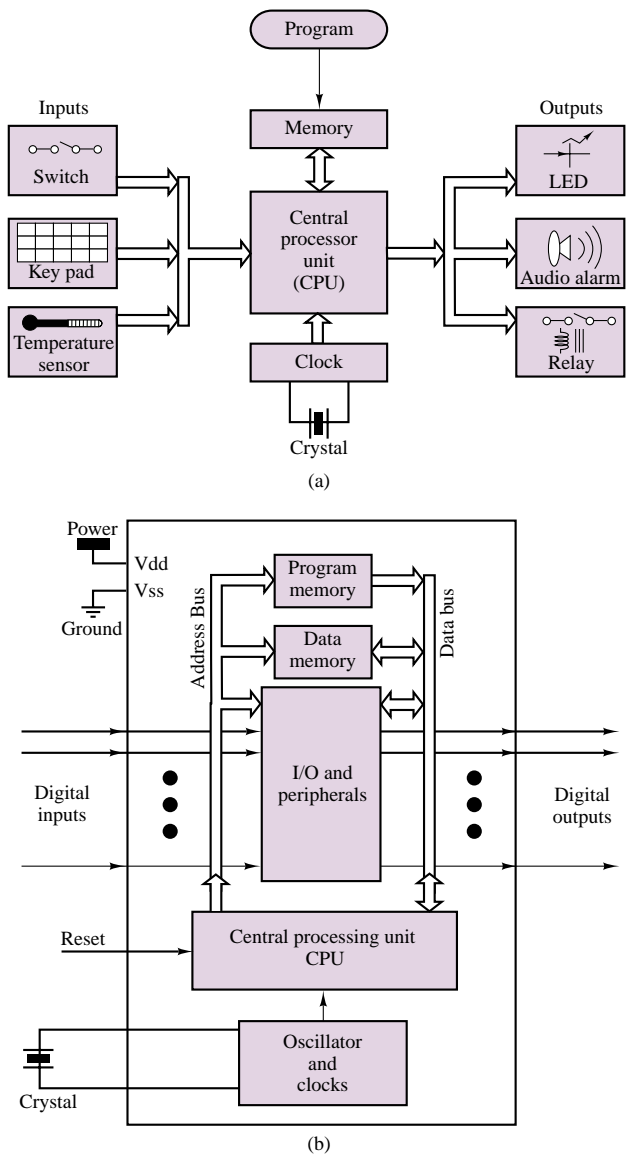 Program
Inputs
Outputs
Memory
Switch
LED
Central
processor
unit
(CPU)
Key pad
Audio alarm
Temperature
sensor
Clock
Relay
Crystal
(a)
Power
Vdd
Vss
Ground
Address Bus
Program
memory
Data
memory
Data bus
I/O and
peripherals
Digital
inputs
Digital
outputs
Reset
Central processing unit
CPU
Oscillator
and
clocks
Crystal
(b)